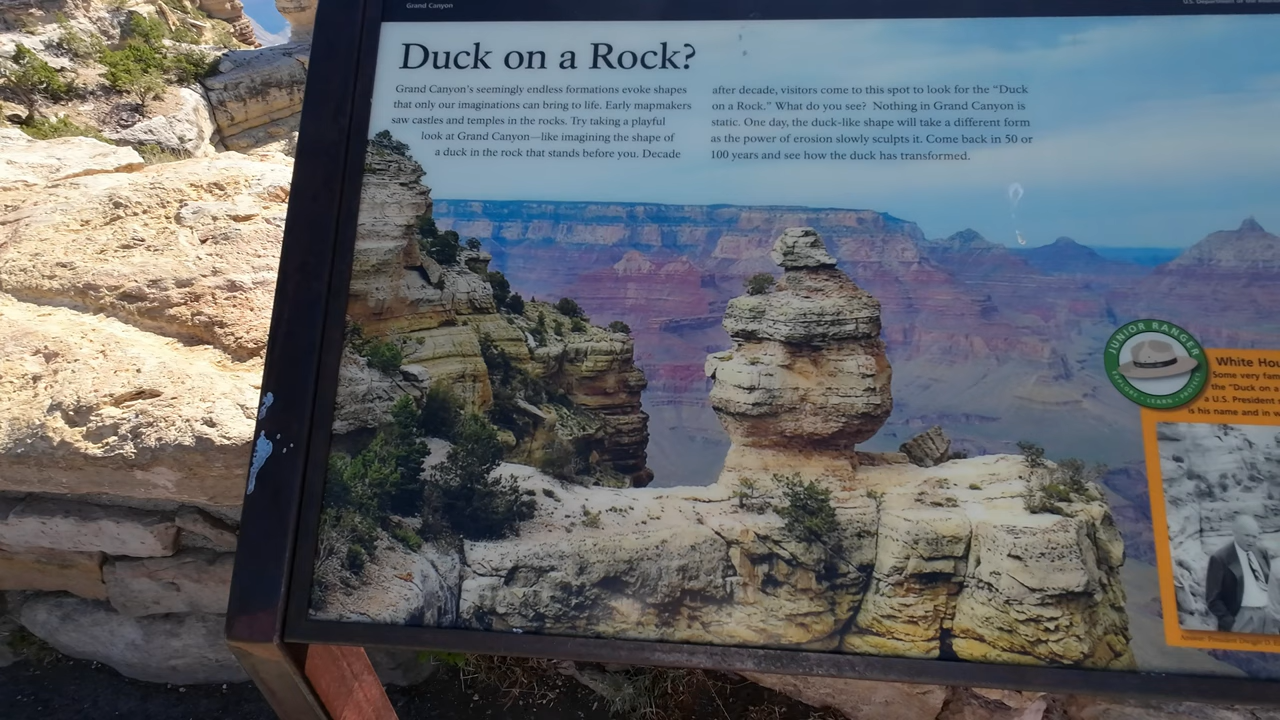 Grand Canyon
Duck on a Rock?
Grand Canyon's seemingly endless formations evoke shapes
that only our imaginations can bring to life. Early mapmakers
saw castles and temples in the rocks. Try taking a playful
look at Grand Canyon—like imagining the shape of
a duck in the rock that stands before you. Decade
after decade, visitors come to this spot to look for the "Duck
on a Rock." What do you see? Nothing in Grand Canyon is
static. One day, the duck-like shape will take a different form
as the power of erosion slowly sculpts it. Come back in 50 or
100 years and see how the duck has transformed.
JUNIOR RANGER
EXPLORE · LEARN · PROTECT
White Hou
Some very fam
the "Duck on a
a U.S. President
is his name and in w